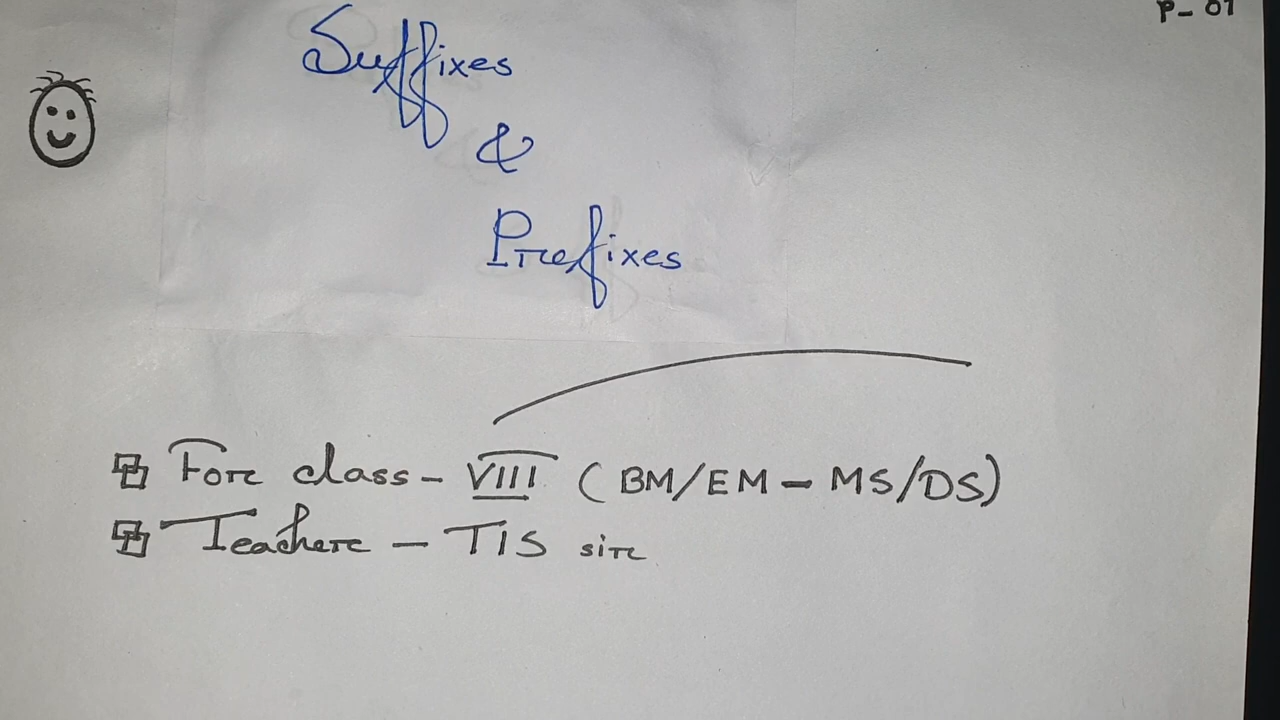 P-01
Suffixes
&
Prefixes
For class - VIII (BM/EM - MS/DS)
Teacher - TIS sir